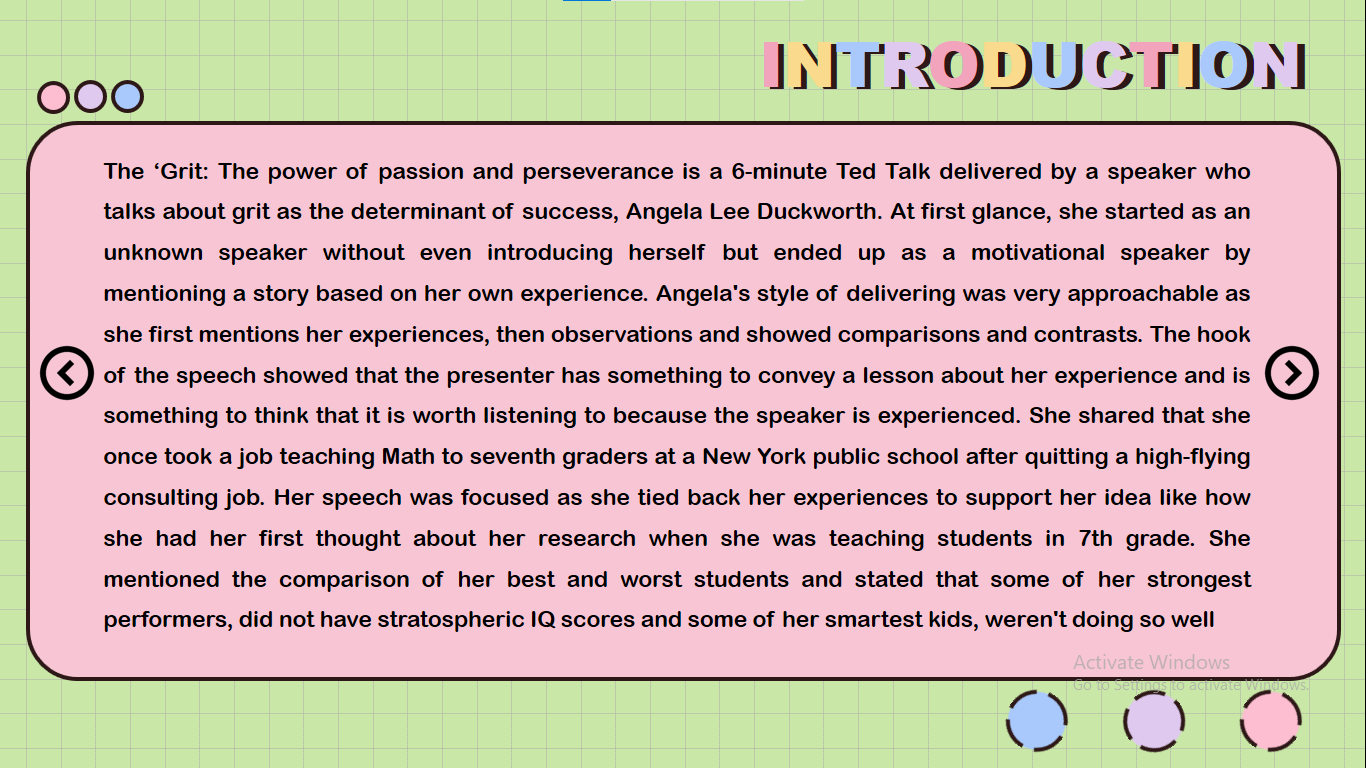 INTRODUCTION
The ‘Grit: The power of passion and perseverance is a 6-minute Ted Talk delivered by a speaker who
talks about grit as the determinant of success, Angela Lee Duckworth. At first glance, she started as an
unknown speaker without even introducing herself but ended up as a motivational speaker by
mentioning a story based on her own experience. Angela's style of delivering was very approachable as
she first mentions her experiences, then observations and showed comparisons and contrasts. The hook
of the speech showed that the presenter has something to convey a lesson about her experience and is
something to think that it is worth listening to because the speaker is experienced. She shared that she
once took a job teaching Math to seventh graders at a New York public school after quitting a high-flying
consulting job. Her speech was focused as she tied back her experiences to support her idea like how
she had her first thought about her research when she was teaching students in 7th grade. She
mentioned the comparison of her best and worst students and stated that some of her strongest
performers, did not have stratospheric IQ scores and some of her smartest kids, weren't doing so well
Activate Windows
Go to Settings to activate Windows.